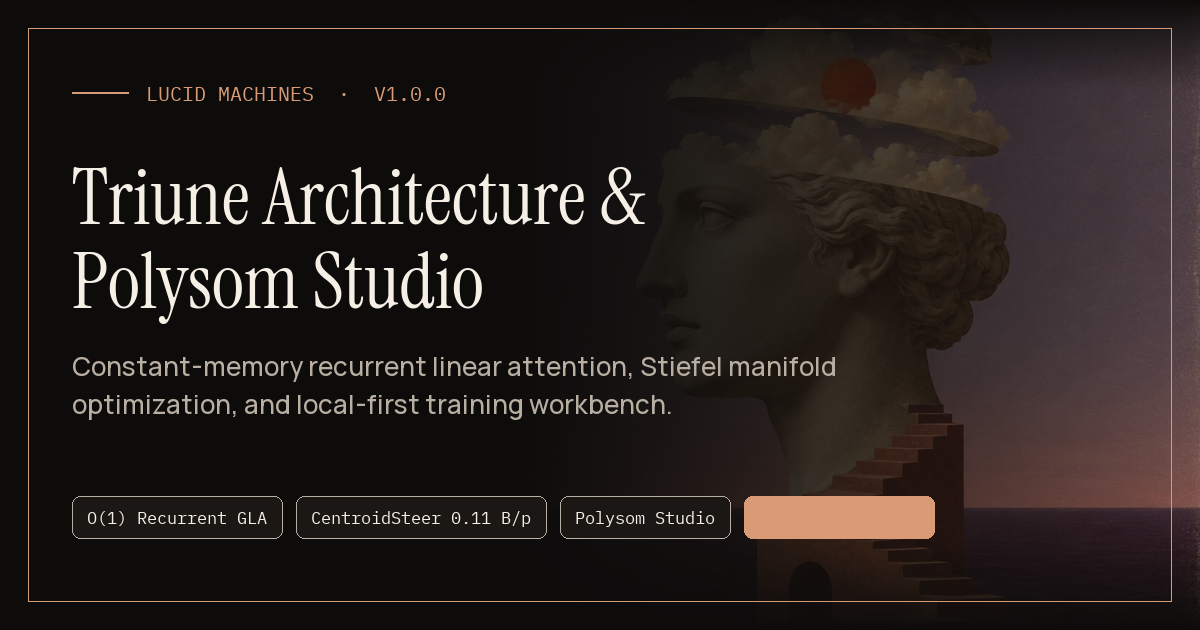 LUCID MACHINES · V1.0.0
Triune Architecture &
Polysom Studio
Constant-memory recurrent linear attention, Stiefel manifold
optimization, and local-first training workbench.
O(1) Recurrent GLA
CentroidSteer 0.11 B/p
Polysom Studio